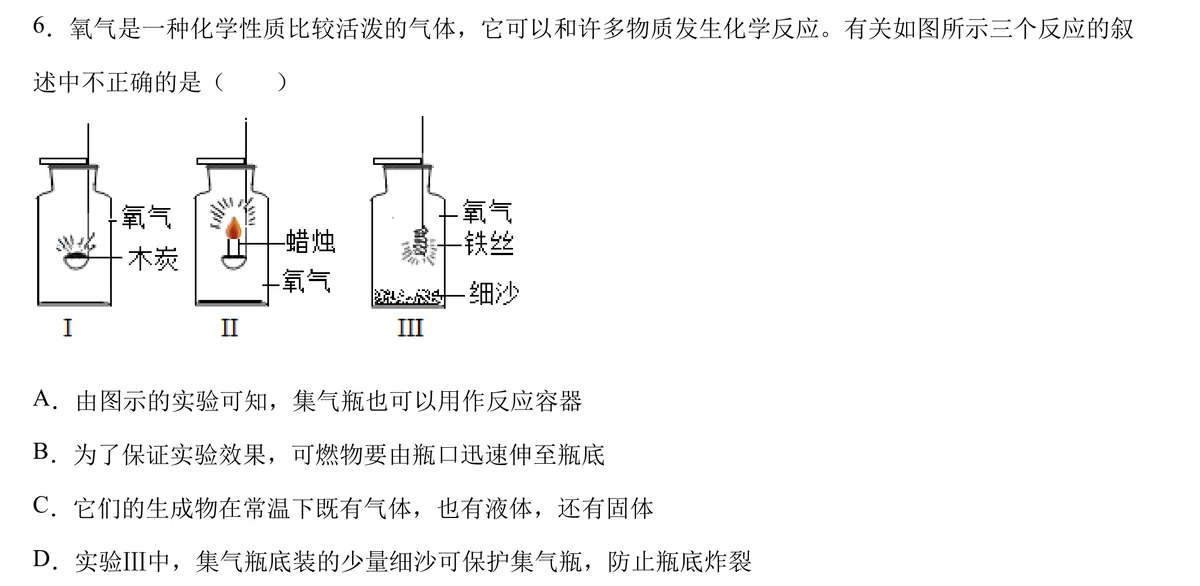 6．氧气是一种化学性质比较活泼的气体，它可以和许多物质发生化学反应。有关如图所示三个反应的叙
述中不正确的是（　　）
氧气
木炭
I
蜡烛
氧气
II
氧气
铁丝
细沙
III
A．由图示的实验可知，集气瓶也可以用作反应容器
B．为了保证实验效果，可燃物要由瓶口迅速伸至瓶底
C．它们的生成物在常温下既有气体，也有液体，还有固体
D．实验Ⅲ中，集气瓶底装的少量细沙可保护集气瓶，防止瓶底炸裂